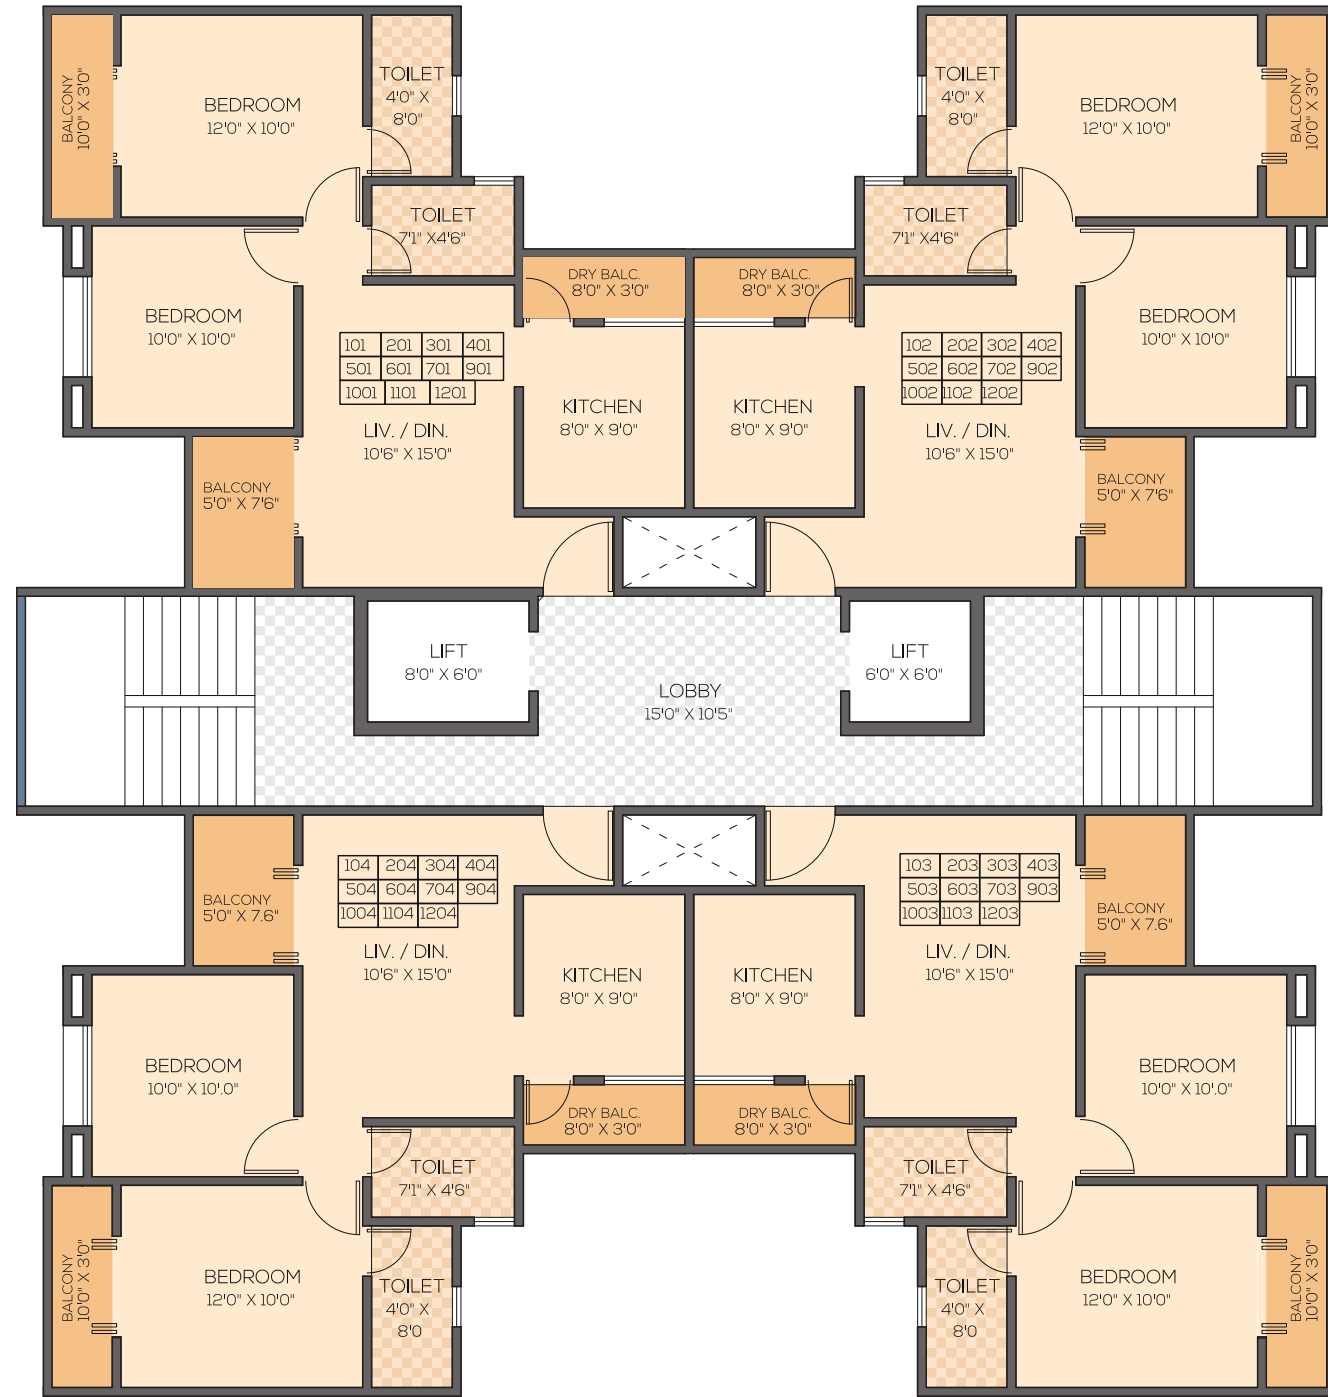 BALCONY
10'0" X 3'0"
BEDROOM
12'0" X 10'0"
TOILET
4'0" X
8'0"
TOILET
7'1" X4'6"
BEDROOM
10'0" X 10'0"
DRY BALC.
8'0" X 3'0"
101 201 301 401
501 601 701 901
1001 1101 1201
LIV. / DIN.
10'6" X 15'0"
KITCHEN
8'0" X 9'0"
BALCONY
5'0" X 7'6"
TOILET
4'0" X
8'0"
BEDROOM
12'0" X 10'0"
BALCONY
10'0" X 3'0"
TOILET
7'1" X4'6"
DRY BALC.
8'0" X 3'0"
BEDROOM
10'0" X 10'0"
102 202 302 402
502 602 702 902
1002 1102 1202
KITCHEN
8'0" X 9'0"
LIV. / DIN.
10'6" X 15'0"
BALCONY
5'0" X 7'6"
LIFT
8'0" X 6'0"
LOBBY
15'0" X 10'5"
LIFT
6'0" X 6'0"
104 204 304 404
504 604 704 904
1004 1104 1204
BALCONY
5'0" X 7.6"
LIV. / DIN.
10'6" X 15'0"
KITCHEN
8'0" X 9'0"
BEDROOM
10'0" X 10'.0"
DRY BALC.
8'0" X 3'0"
TOILET
7'1" X 4'6"
BALCONY
10'0" X 3'0"
BEDROOM
12'0" X 10'0"
TOILET
4'0" X
8'0
103 203 303 403
503 603 703 903
1003 1103 1203
BALCONY
5'0" X 7.6"
LIV. / DIN.
10'6" X 15'0"
KITCHEN
8'0" X 9'0"
BEDROOM
10'0" X 10'.0"
DRY BALC.
8'0" X 3'0"
TOILET
7'1" X 4'6"
TOILET
4'0" X
8'0
BEDROOM
12'0" X 10'0"
BALCONY
10'0" X 3'0"